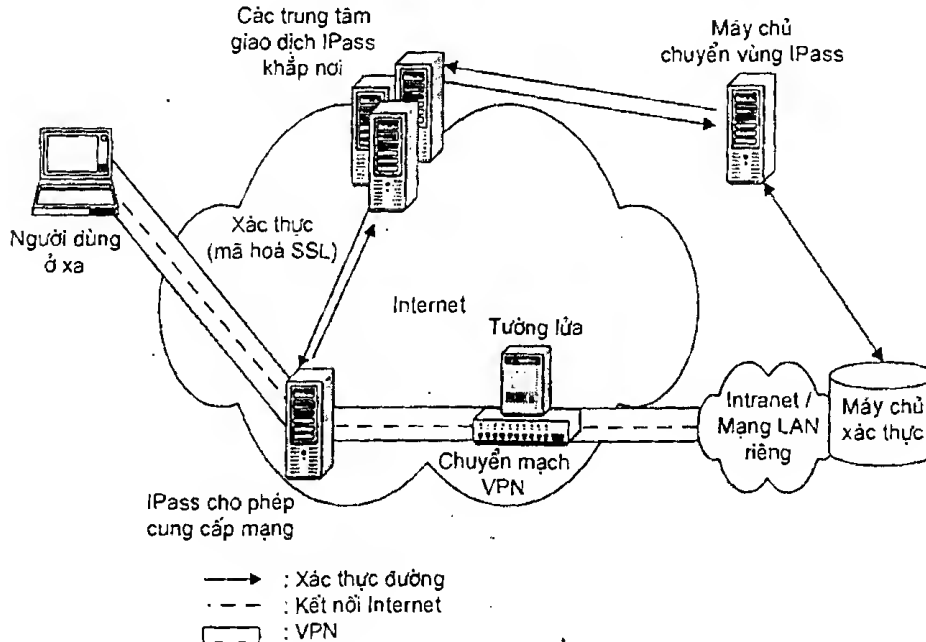 Các trung tâm
giao dịch IPass
khắp nơi
Máy chủ
chuyển vùng IPass
Người dùng
ở xa
Xác thực
(mã hoá SSL)
Internet
Tường lửa
Intranet /
Mạng LAN
riêng
Máy chủ
xác thực
Chuyển mạch
VPN
IPass cho phép
cung cấp mạng
: Xác thực đường
: Kết nối Internet
: VPN